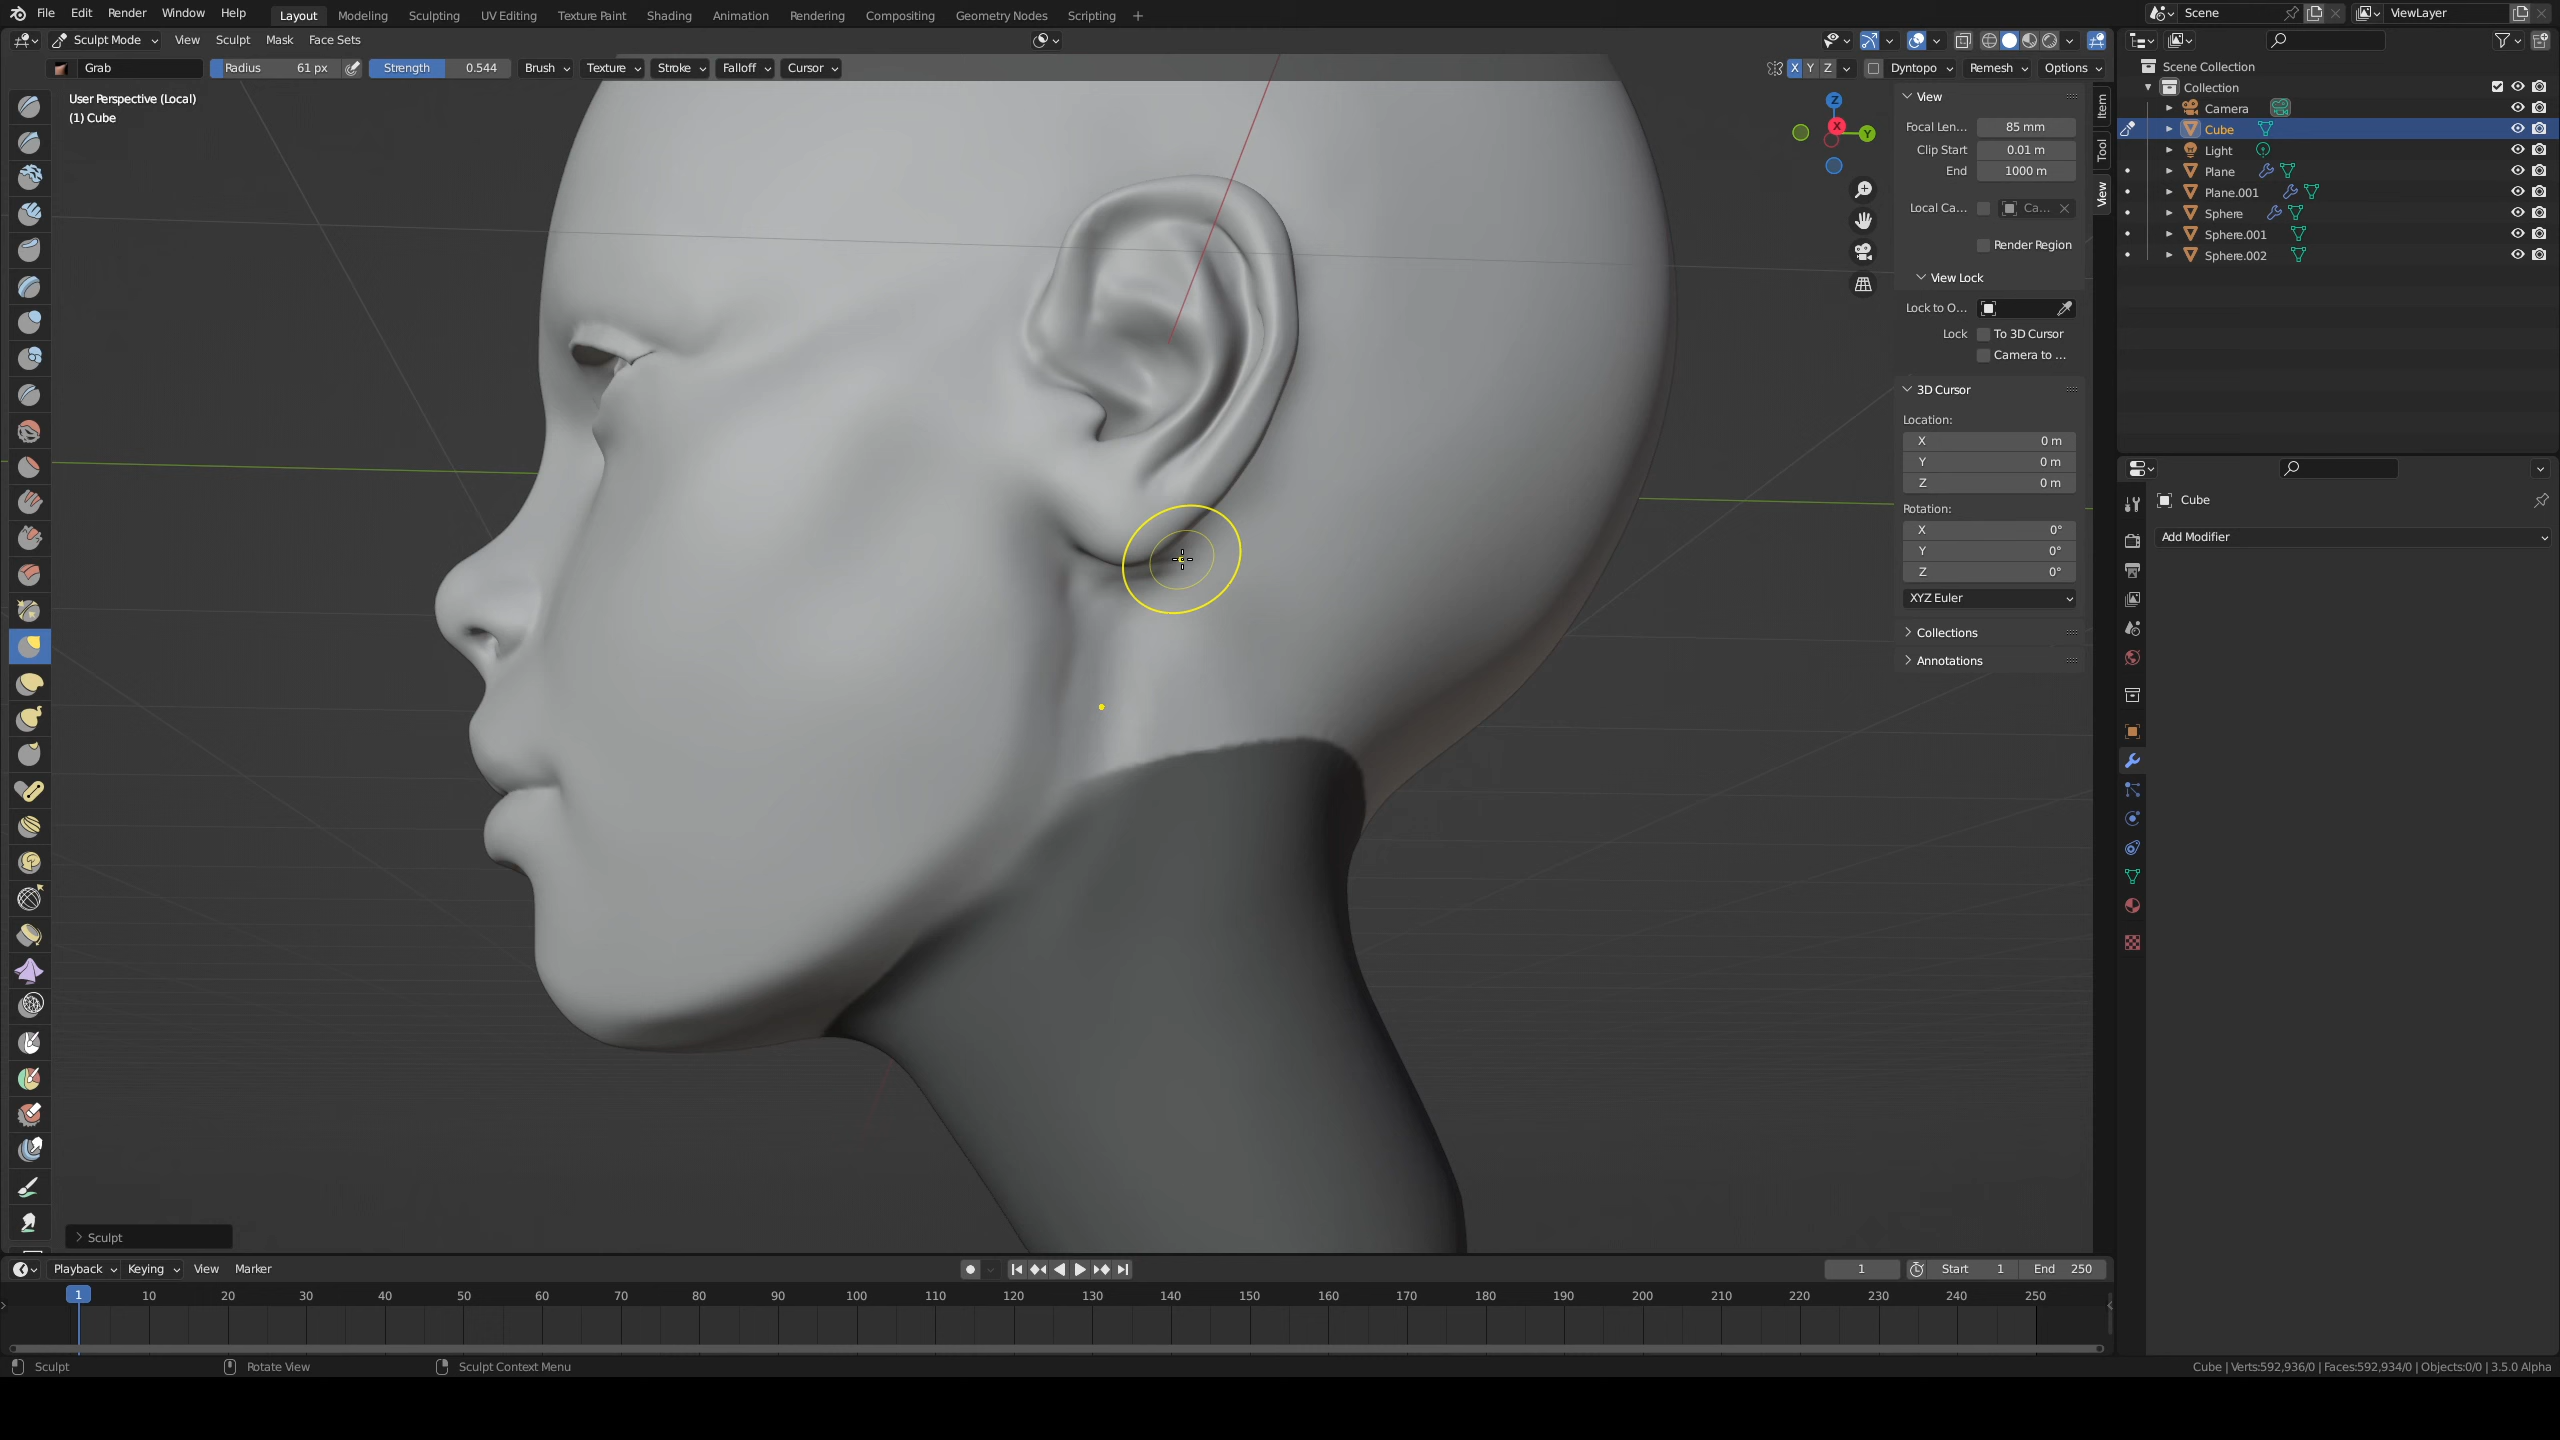 File Edit Render Window Help Layout Modeling Sculpting UV Editing Texture Paint Shading Animation Rendering Compositing Geometry Nodes Scripting + Scene ViewLayer
Sculpt Mode View Sculpt Mask Face Sets
Grab Radius 61 px Strength 0.544 Brush Texture Stroke Falloff Cursor X Y Z Dyntopo Remesh Options
User Perspective (Local)
(1) Cube
Z
X
Y
View
Focal Len... 85 mm
Clip Start 0.01 m
End 1000 m
Local Ca... Ca...
Render Region
View Lock
Lock to O...
Lock To 3D Cursor
Camera to ...
3D Cursor
Location:
X 0 m
Y 0 m
Z 0 m
Rotation:
X 0°
Y 0°
Z 0°
XYZ Euler
Collections
Annotations
Item
Tool
View
Scene Collection
Collection
Camera
Cube
Light
Plane
Plane.001
Sphere
Sphere.001
Sphere.002
Cube
Add Modifier
Sculpt
Playback Keying View Marker 1 Start 1 End 250
1 10 20 30 40 50 60 70 80 90 100 110 120 130 140 150 160 170 180 190 200 210 220 230 240 250
Sculpt Rotate View Sculpt Context Menu Cube | Verts:592,936/0 | Faces:592,934/0 | Objects:0/0 | 3.5.0 Alpha